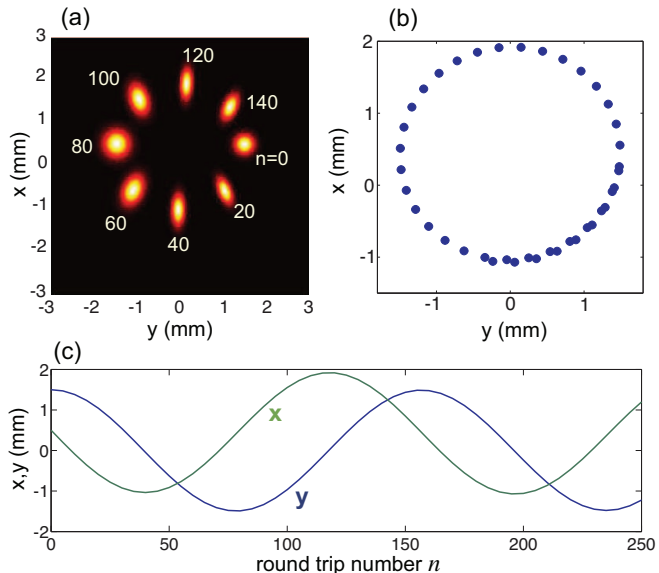 (a)
3
2
1
0
-1
-2
-3
x (mm)
120
100
140
80
n=0
60
40
20
-3 -2 -1 0 1 2 3
y (mm)
(b)
2
1
0
-1
x (mm)
-1 0 1
y (mm)
(c)
2
1
0
-1
-2
x,y (mm)
x
y
0 50 100 150 200 250
round trip number n